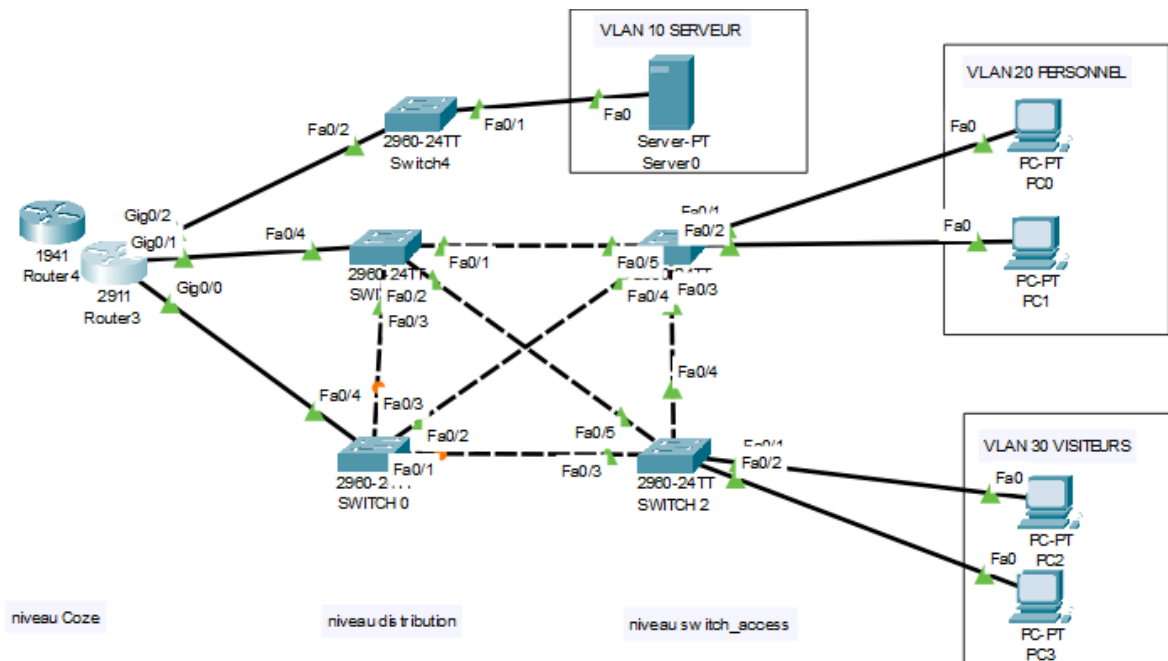 VLAN 10 SERVEUR
Fa0/2
Fa0/1
Fa0
2960-24TT
Switch4
Server-PT
Server0
VLAN 20 PERSONNEL
Fa0
PC-PT
PC0
Fa0
PC-PT
PC1
1941
Router4
Gig0/2
Gig0/1
Gig0/0
2911
Router3
Fa0/4
Fa0/1
Fa0/2
Fa0/3
Fa0/1
Fa0/2
Fa0/5
Fa0/4
Fa0/3
Fa0/4
Fa0/3
Fa0/2
Fa0/1
SWITCH 0
Fa0/4
Fa0/5
Fa0/3
Fa0/1
Fa0/2
2960-24TT
SWITCH 2
VLAN 30 VISITEURS
Fa0
PC-PT
PC2
Fa0
PC-PT
PC3
niveau Coze
niveau distribution
niveau switch_access